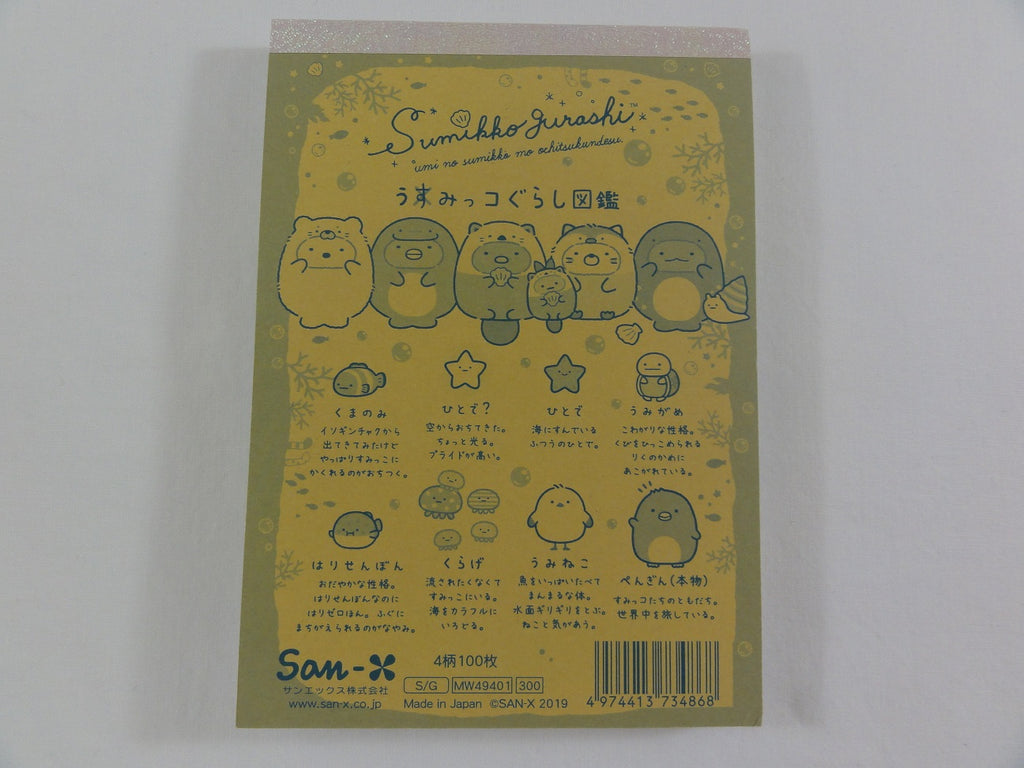 Sumikko gurashi™
umi no sumikko mo ochitsukundesu.
うすみっコぐらし図鑑
くまのみ
イソギンチャクから
出てきてみたけど
やっぱりすみっこに
かくれるのがおちつく。
ひとで?
空からおちてきた。
ちょっと光る。
プライドが高い。
ひとで
海にすんでいる
ふつうのひとで。
うみがめ
こわがりな性格。
くびをひっこめられる
りくのかめに
あこがれている。
はりせんぼん
おだやかな性格。
はりせんぼんなのに
はりゼロほん。ふぐに
まちがえられるのがなやみ。
くらげ
流されたくなくて
すみっこにいる。
海をカラフルに
いろどる。
うみねこ
魚をいっぱいたべて
まんまるな体。
水面ギリギリをとぶ。
ねこと気があう。
ぺんぎん(本物)
すみっコたちのともだち。
世界中を旅している。
San-X
サンエックス株式会社
www.san-x.co.jp
4柄100枚
S/G MW49401 300
Made in Japan ©SAN-X 2019
4 974413 734868